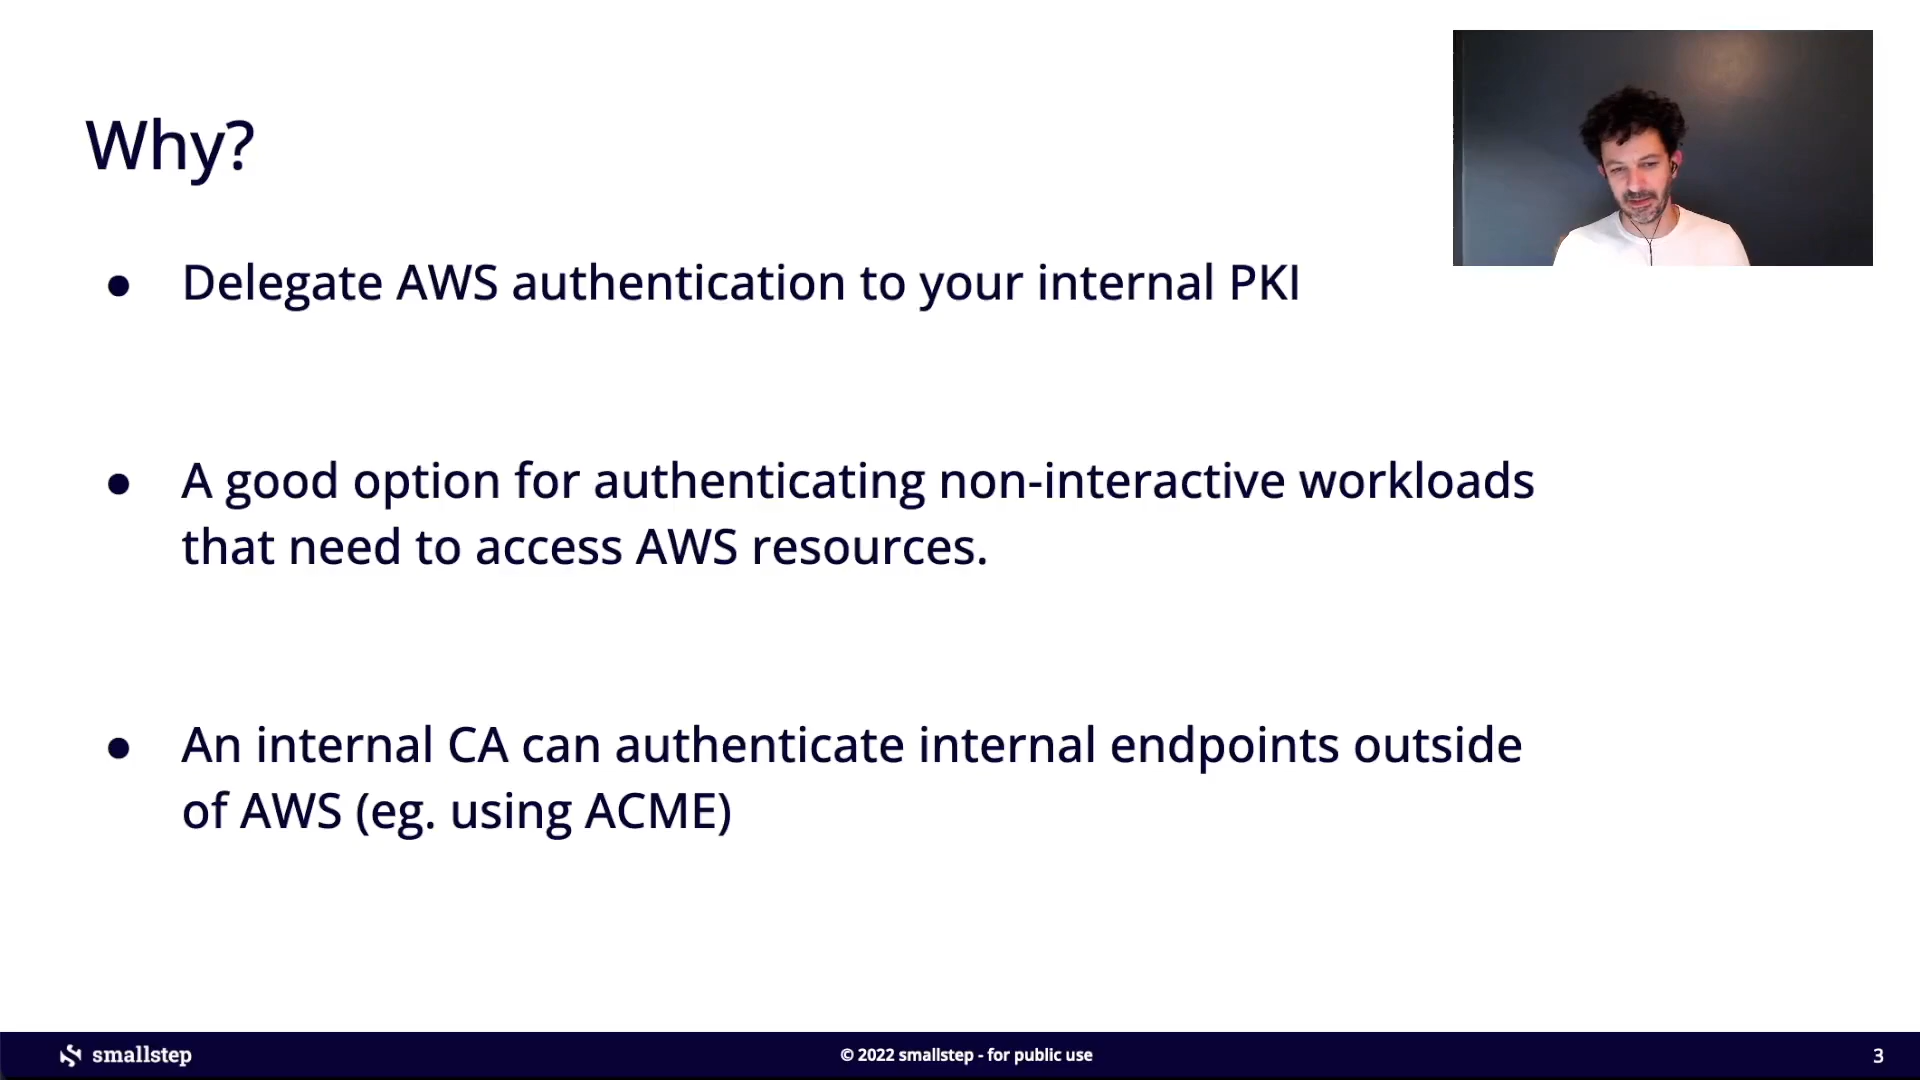 Why?
● Delegate AWS authentication to your internal PKI
● A good option for authenticating non-interactive workloads
that need to access AWS resources.
● An internal CA can authenticate internal endpoints outside
of AWS (eg. using ACME)
smallstep
© 2022 smallstep - for public use
3